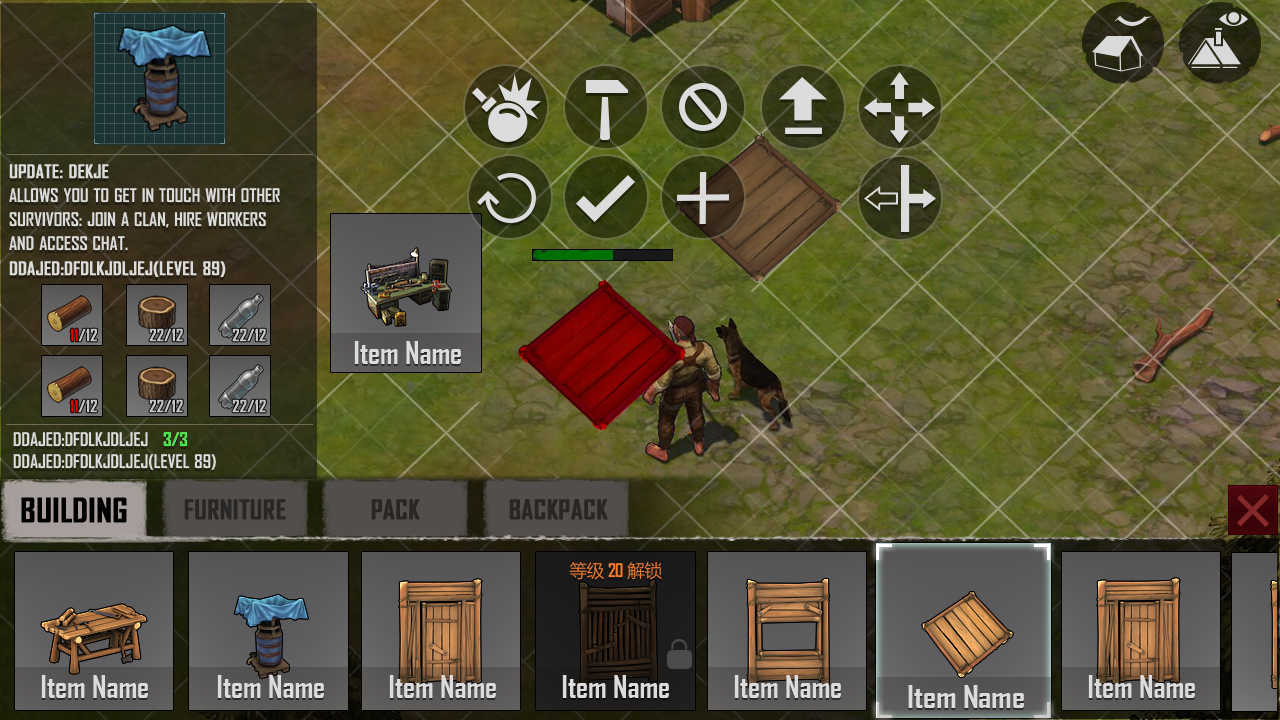 UPDATE: DEKJE
ALLOWS YOU TO GET IN TOUCH WITH OTHER
SURVIVORS: JOIN A CLAN, HIRE WORKERS
AND ACCESS CHAT.
DDAJED:DFDLKJDLJEJ(LEVEL 89)
11/12 22/12 22/12
11/12 22/12 22/12
DDAJED:DFDLKJDLJEJ 3/3
DDAJED:DFDLKJDLJEJ(LEVEL 89)
Item Name
BUILDING FURNITURE PACK BACKPACK
等级 20 解锁
Item Name Item Name Item Name Item Name Item Name Item Name Item Name